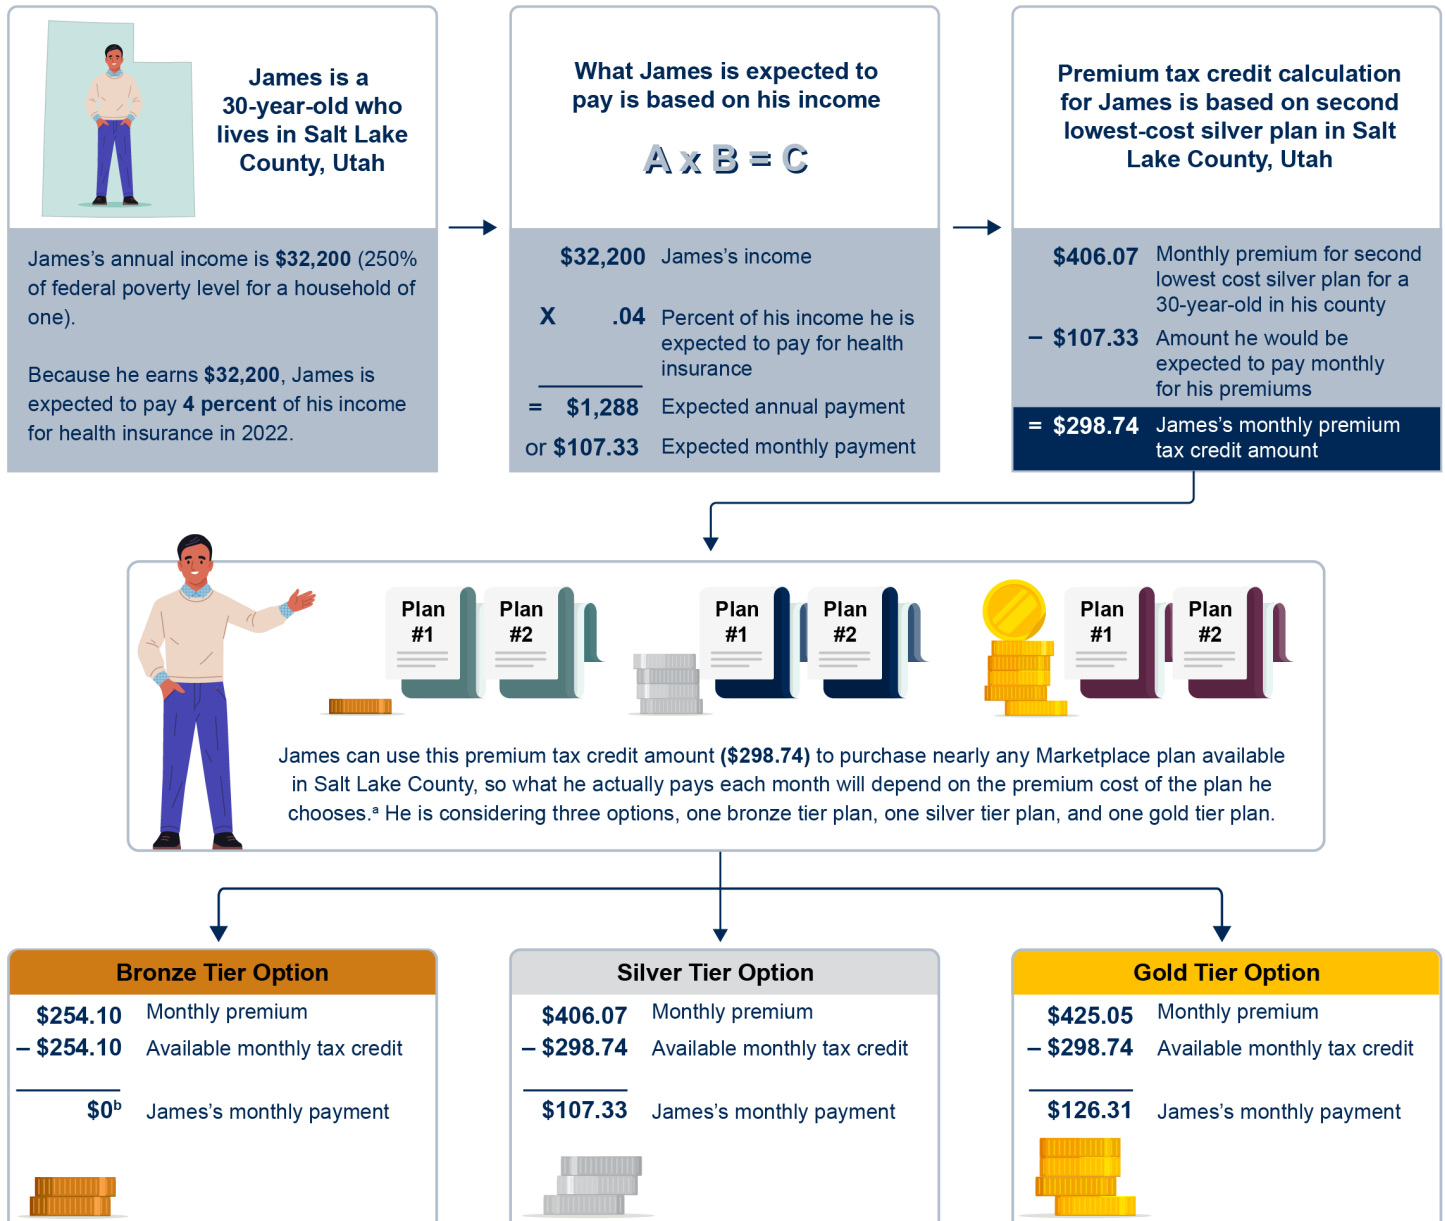 James is a
30-year-old who
lives in Salt Lake
County, Utah
James’s annual income is $32,200 (250%
of federal poverty level for a household of
one).
Because he earns $32,200, James is
expected to pay 4 percent of his income
for health insurance in 2022.
What James is expected to
pay is based on his income
A x B = C
$32,200 James’s income
X .04 Percent of his income he is
expected to pay for health
insurance
= $1,288 Expected annual payment
or $107.33 Expected monthly payment
Premium tax credit calculation
for James is based on second
lowest-cost silver plan in Salt
Lake County, Utah
$406.07 Monthly premium for second
lowest cost silver plan for a
30-year-old in his county
– $107.33 Amount he would be
expected to pay monthly
for his premiums
= $298.74 James’s monthly premium
tax credit amount
Plan
#1
Plan
#2
Plan
#1
Plan
#2
Plan
#1
Plan
#2
James can use this premium tax credit amount ($298.74) to purchase nearly any Marketplace plan available
in Salt Lake County, so what he actually pays each month will depend on the premium cost of the plan he
chooses.ᵃ He is considering three options, one bronze tier plan, one silver tier plan, and one gold tier plan.
Bronze Tier Option
$254.10 Monthly premium
– $254.10 Available monthly tax credit
$0ᵇ James’s monthly payment
Silver Tier Option
$406.07 Monthly premium
– $298.74 Available monthly tax credit
$107.33 James’s monthly payment
Gold Tier Option
$425.05 Monthly premium
– $298.74 Available monthly tax credit
$126.31 James’s monthly payment